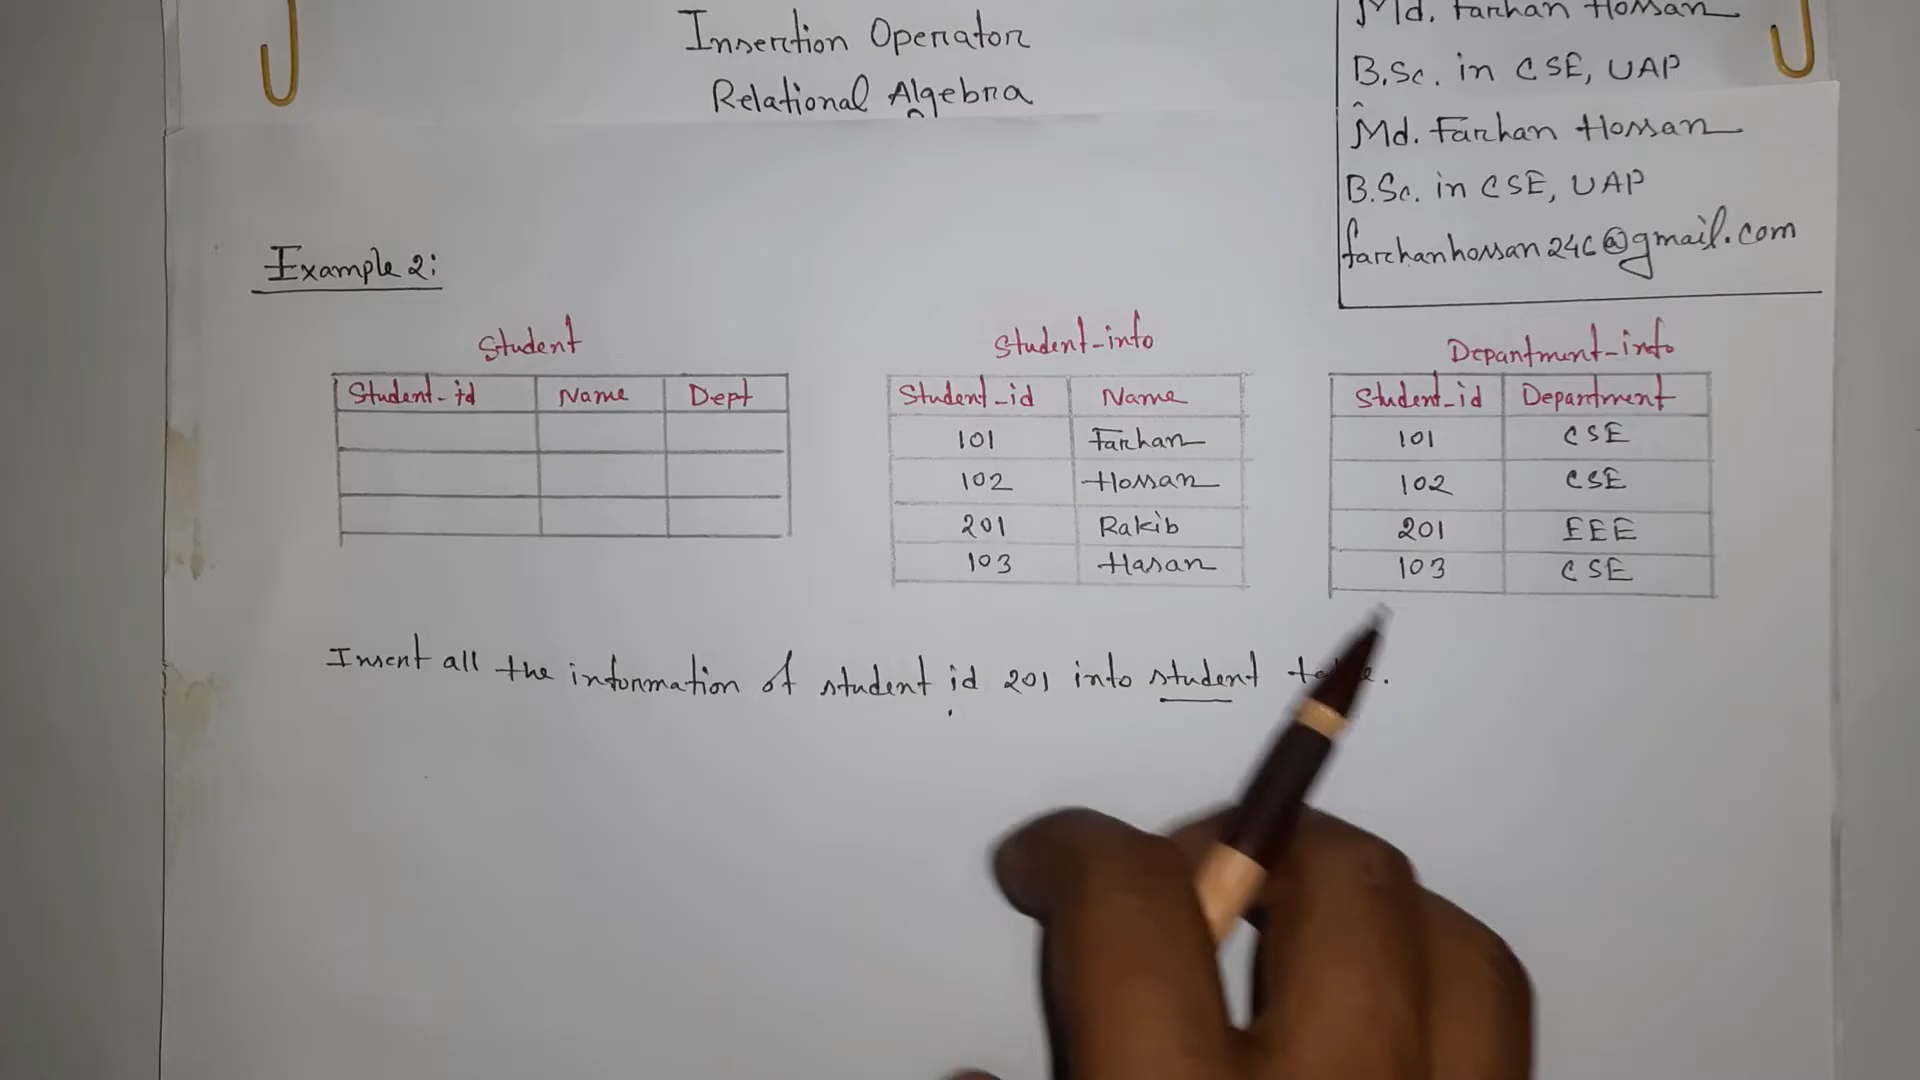 Insertion Operator
Relational Algebra
Md. Farhan Hossan
B.Sc. in CSE, UAP
Md. Farhan Hossan
B.Sc. in CSE, UAP
farhanhossan246@gmail.com
Example 2:
Student
Student-id Name Dept
Student-info
Student_id Name
101 Farhan
102 Hossan
201 Rakib
103 Hasan
Department-info
Student_id Department
101 CSE
102 CSE
201 EEE
103 CSE
Insert all the information of student id 201 into student